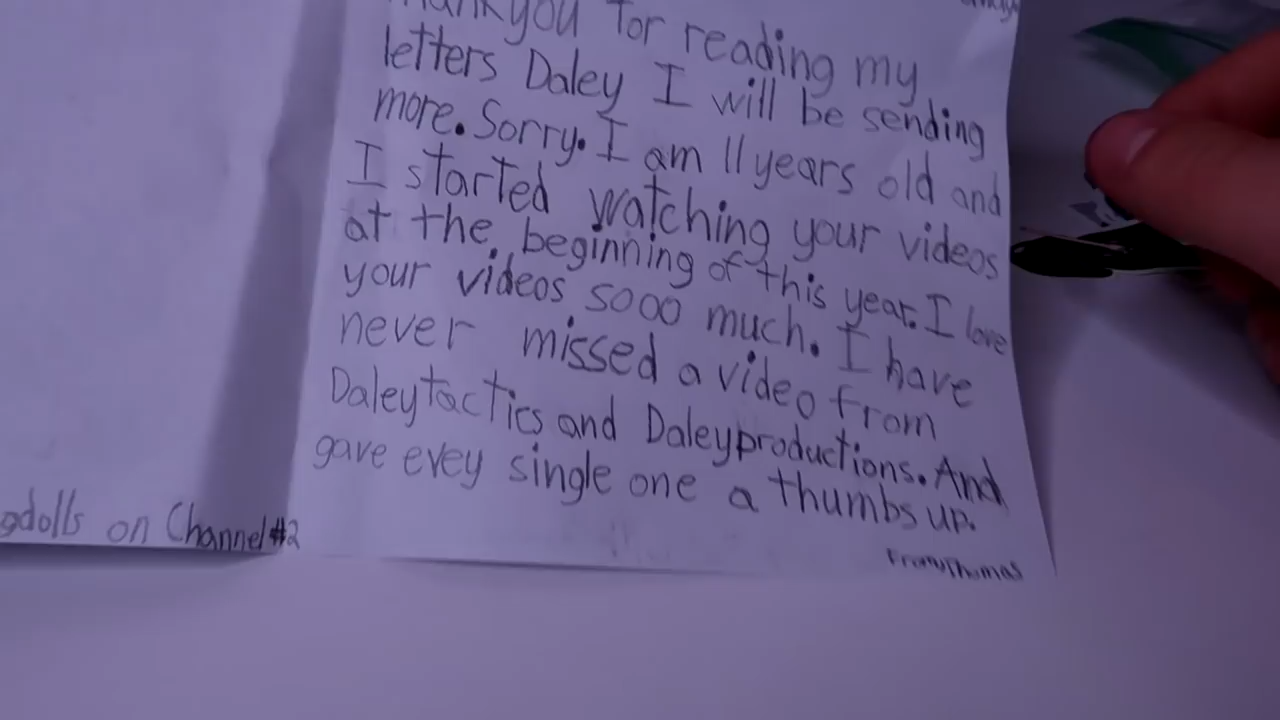 Thankyou for reading my
letters Daley I will be sending
more. Sorry. I am 11 years old and
I started watching your videos
at the beginning of this year. I love
your videos sooo much. I have
never missed a video from
Daleytactics and Daleyproductions. And
gave evey single one a thumbs up.
From Thomas
on Channel #2